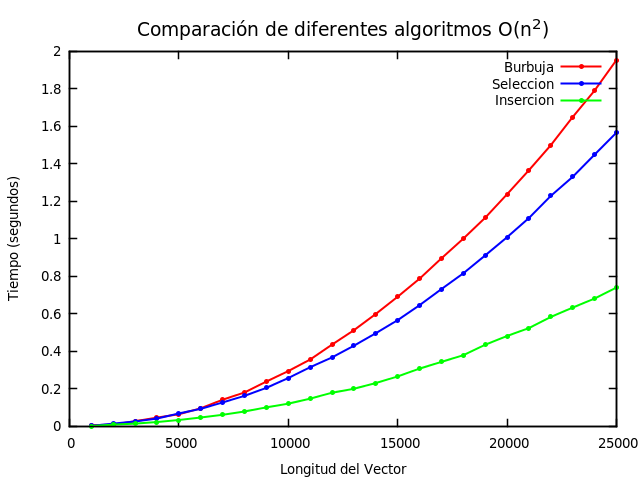 Comparación de diferentes algoritmos O(n²)
Tiempo (segundos)
2
1.8
1.6
1.4
1.2
1
0.8
0.6
0.4
0.2
0
Burbuja
Seleccion
Insercion
0 5000 10000 15000 20000 25000
Longitud del Vector